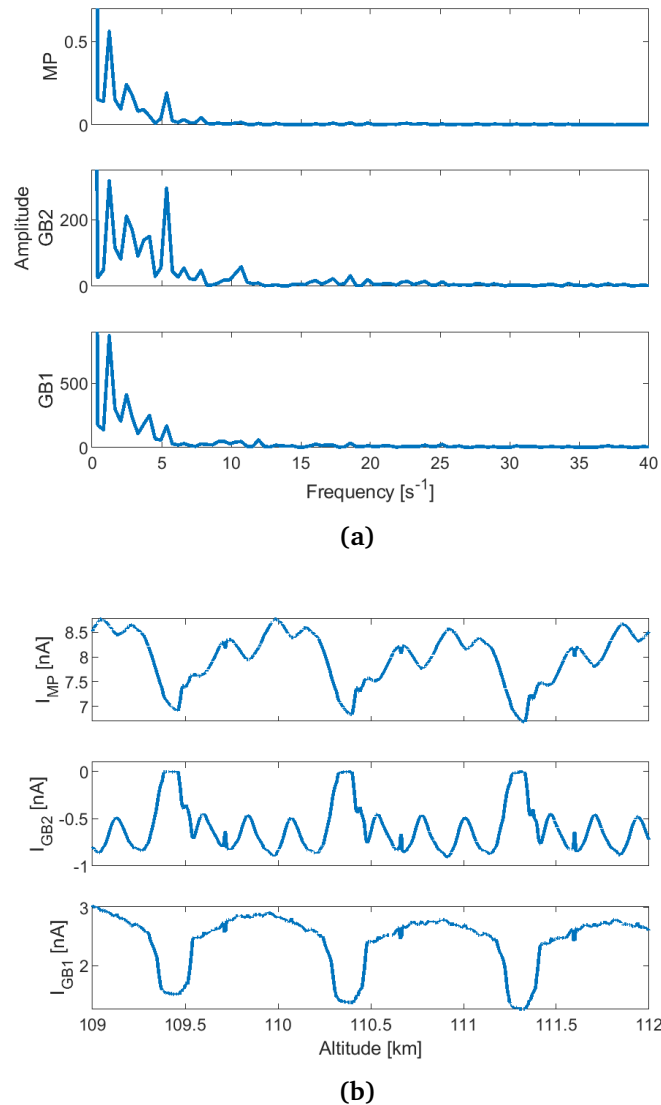 0.5
MP
0
200
Amplitude
GB2
0
500
GB1
0
0 5 10 15 20 25 30 35 40
Frequency [s⁻¹]
(a)
8.5
8
7.5
7
I_MP [nA]
0
-0.5
-1
I_GB2 [nA]
3
2
I_GB1 [nA]
109 109.5 110 110.5 111 111.5 112
Altitude [km]
(b)